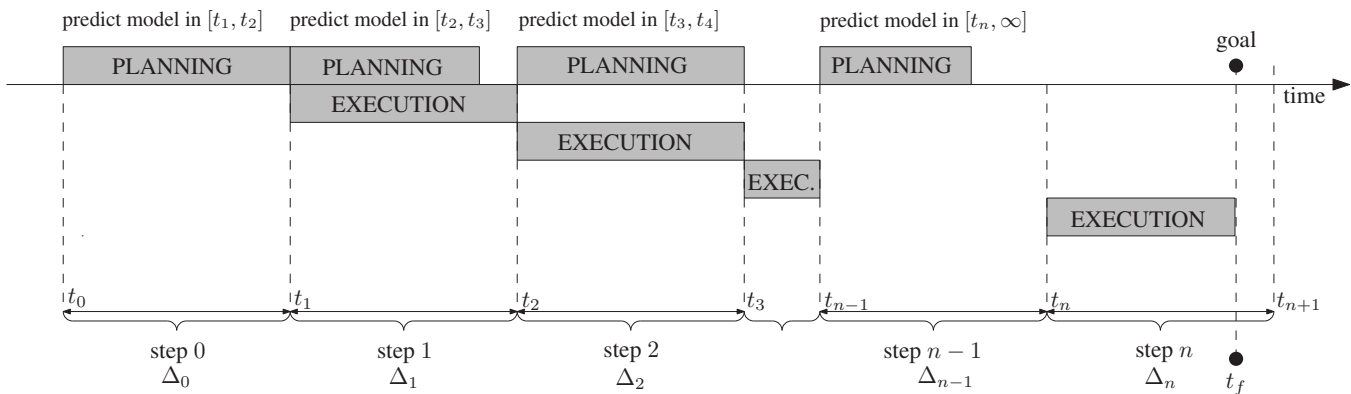 predict model in [t₁, t₂] predict model in [t₂, t₃] predict model in [t₃, t₄] predict model in [tₙ, ∞]
goal
PLANNING PLANNING PLANNING PLANNING
time
EXECUTION
EXECUTION
EXEC.
EXECUTION
t₀ t₁ t₂ t₃ tₙ₋₁ tₙ tₙ₊₁
step 0 step 1 step 2 step n − 1 step n
Δ₀ Δ₁ Δ₂ Δₙ₋₁ Δₙ t_f